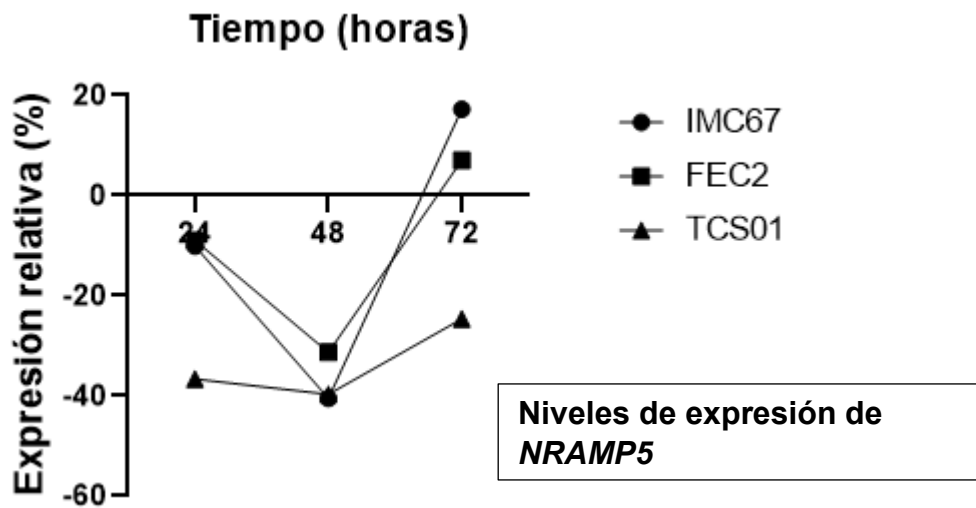 Tiempo (horas)
Expresión relativa (%)
20
0
-20
-40
-60
24
48
72
IMC67
FEC2
TCS01
Niveles de expresión de
NRAMP5